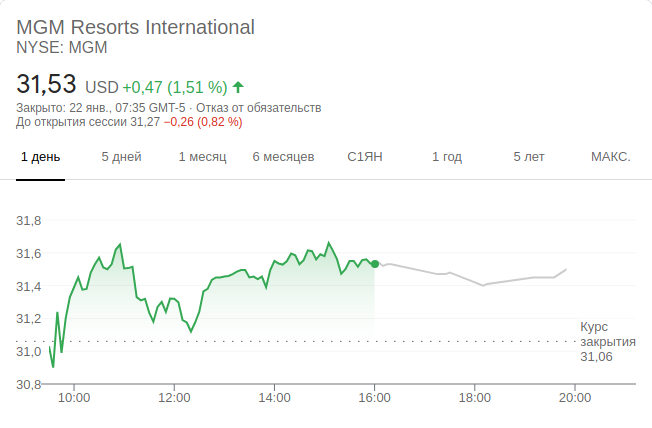 MGM Resorts International
NYSE: MGM
31,53 USD +0,47 (1,51 %)
Закрыто: 22 янв., 07:35 GMT-5 · Отказ от обязательств
До открытия сессии 31,27 −0,26 (0,82 %)
1 день 5 дней 1 месяц 6 месяцев С1ЯН 1 год 5 лет МАКС.
31,8
31,6
31,4
31,2
31,0
30,8
Курс
закрытия
31,06
10:00 12:00 14:00 16:00 18:00 20:00